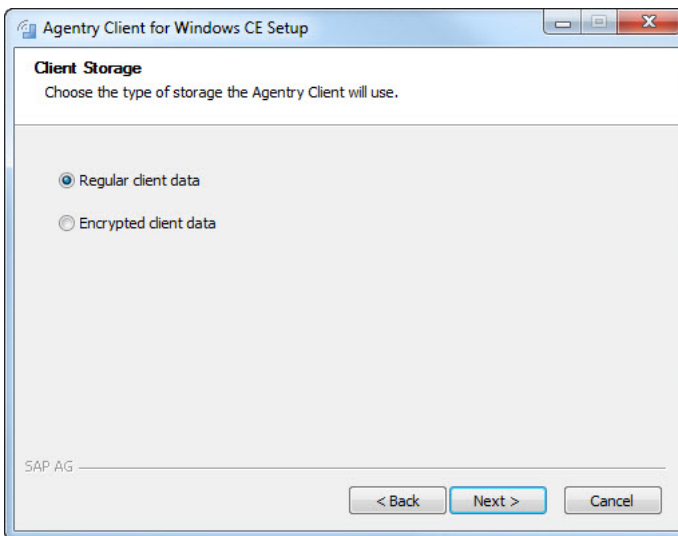 Agentry Client for Windows CE Setup
Client Storage
Choose the type of storage the Agentry Client will use.
Regular client data
Encrypted client data
SAP AG
< Back Next > Cancel